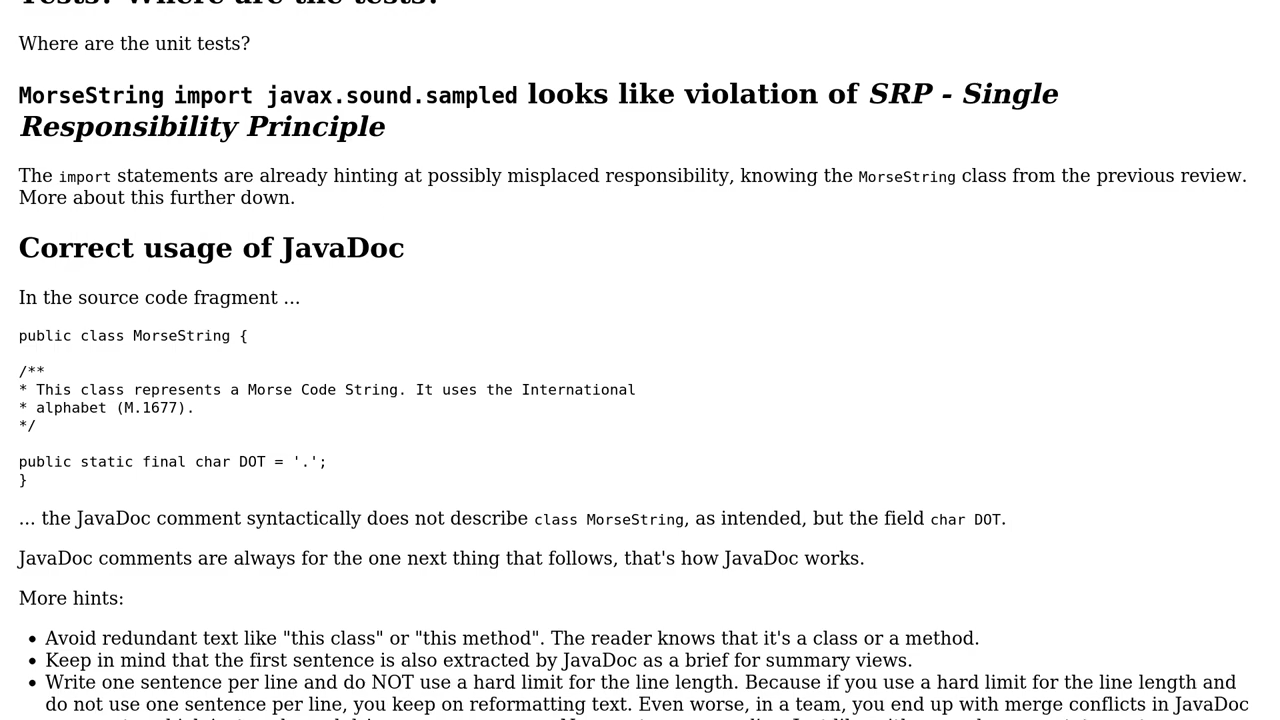 Tests? Where are the tests?
Where are the unit tests?
MorseString import javax.sound.sampled looks like violation of SRP - Single
Responsibility Principle
The import statements are already hinting at possibly misplaced responsibility, knowing the MorseString class from the previous review.
More about this further down.
Correct usage of JavaDoc
In the source code fragment ...
public class MorseString {
/**
* This class represents a Morse Code String. It uses the International
* alphabet (M.1677).
*/
public static final char DOT = '.';
}
... the JavaDoc comment syntactically does not describe class MorseString, as intended, but the field char DOT.
JavaDoc comments are always for the one next thing that follows, that's how JavaDoc works.
More hints:
• Avoid redundant text like "this class" or "this method". The reader knows that it's a class or a method.
• Keep in mind that the first sentence is also extracted by JavaDoc as a brief for summary views.
• Write one sentence per line and do NOT use a hard limit for the line length. Because if you use a hard limit for the line length and
do not use one sentence per line, you keep on reformatting text. Even worse, in a team, you end up with merge conflicts in JavaDoc